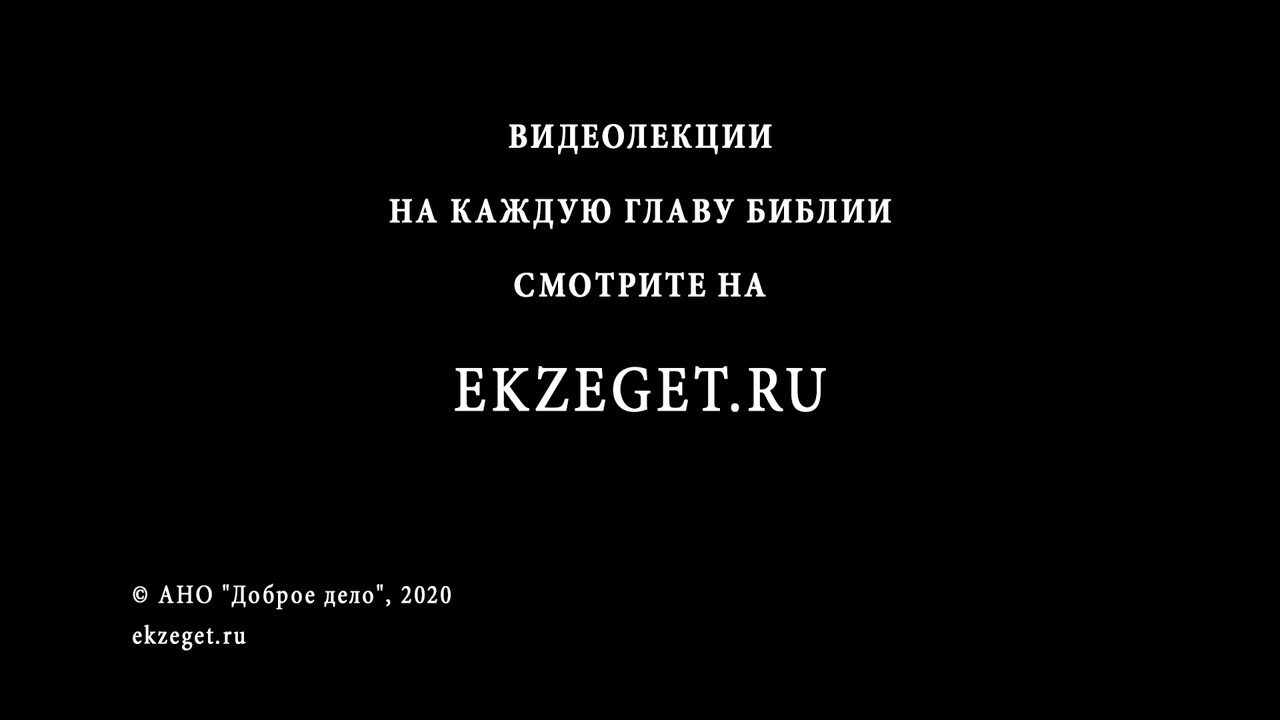 ВИДЕОЛЕКЦИИ
НА КАЖДУЮ ГЛАВУ БИБЛИИ
СМОТРИТЕ НА
EKZEGET.RU
© АНО "Доброе дело", 2020
ekzeget.ru